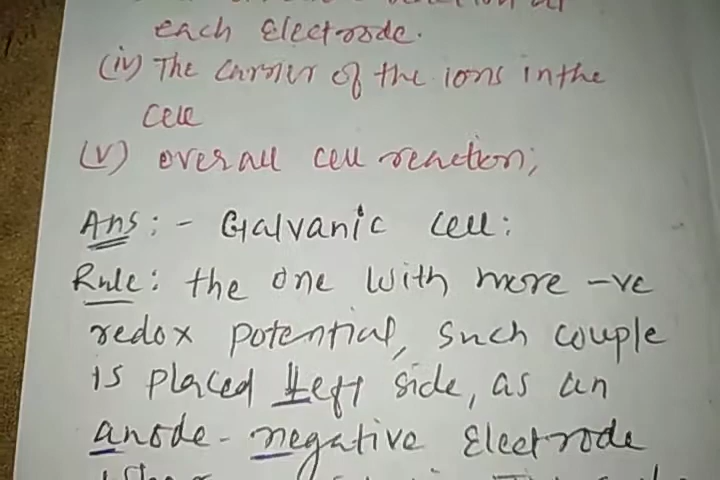 each Electrode.
(iv) The carrier of the ions in the
cell
(v) overall cell reaction;
Ans: - Galvanic cell:
Rule: the one with more -ve
redox potential, such couple
is placed Left side, as an
anode - negative Electrode